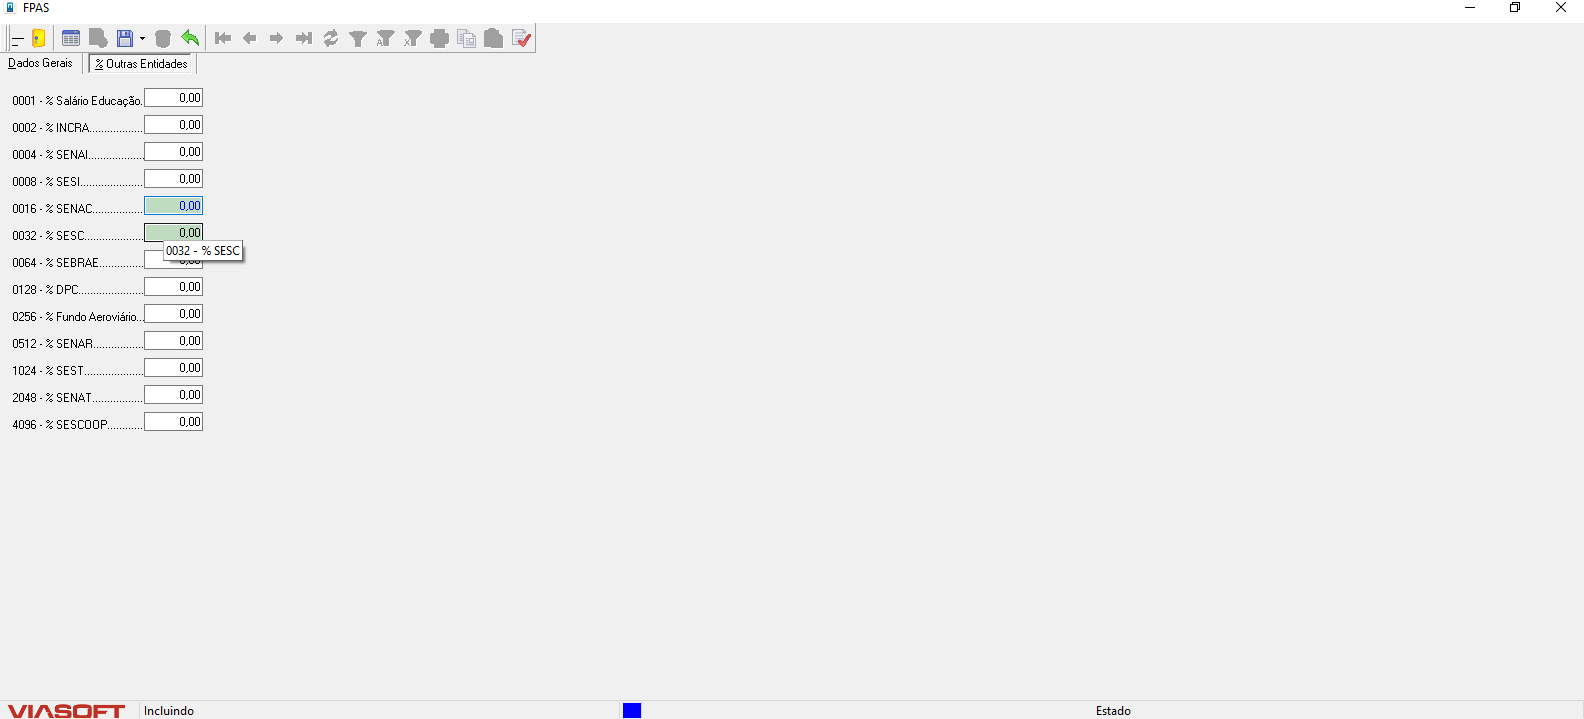 FPAS
Dados Gerais
% Outras Entidades
0001 - % Salário Educação. 0,00
0002 - % INCRA.................. 0,00
0004 - % SENAI................... 0,00
0008 - % SESI..................... 0,00
0016 - % SENAC................. 0,00
0032 - % SESC.................... 0,00
0032 - % SESC
0064 - % SEBRAE............... 0,00
0128 - % DPC...................... 0,00
0256 - % Fundo Aeroviário... 0,00
0512 - % SENAR................. 0,00
1024 - % SEST.................... 0,00
2048 - % SENAT................. 0,00
4096 - % SESCOOP............ 0,00
VIASOFT Incluindo Estado